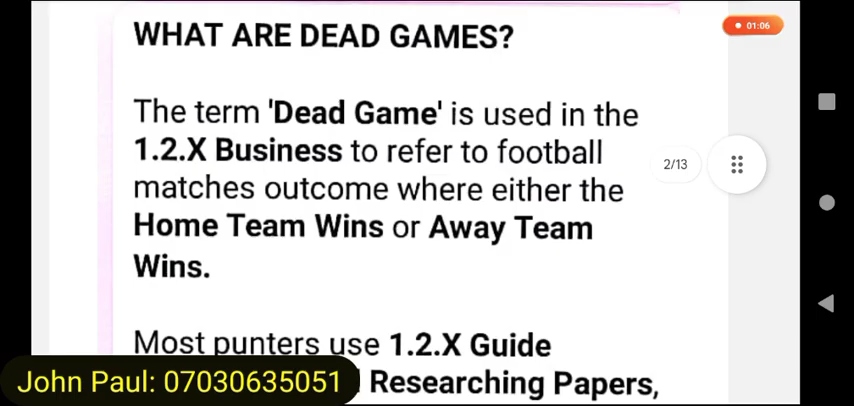 WHAT ARE DEAD GAMES?
01:06
The term 'Dead Game' is used in the
1.2.X Business to refer to football
2/13
matches outcome where either the
Home Team Wins or Away Team
Wins.
Most punters use 1.2.X Guide
John Paul: 07030635051
Researching Papers,